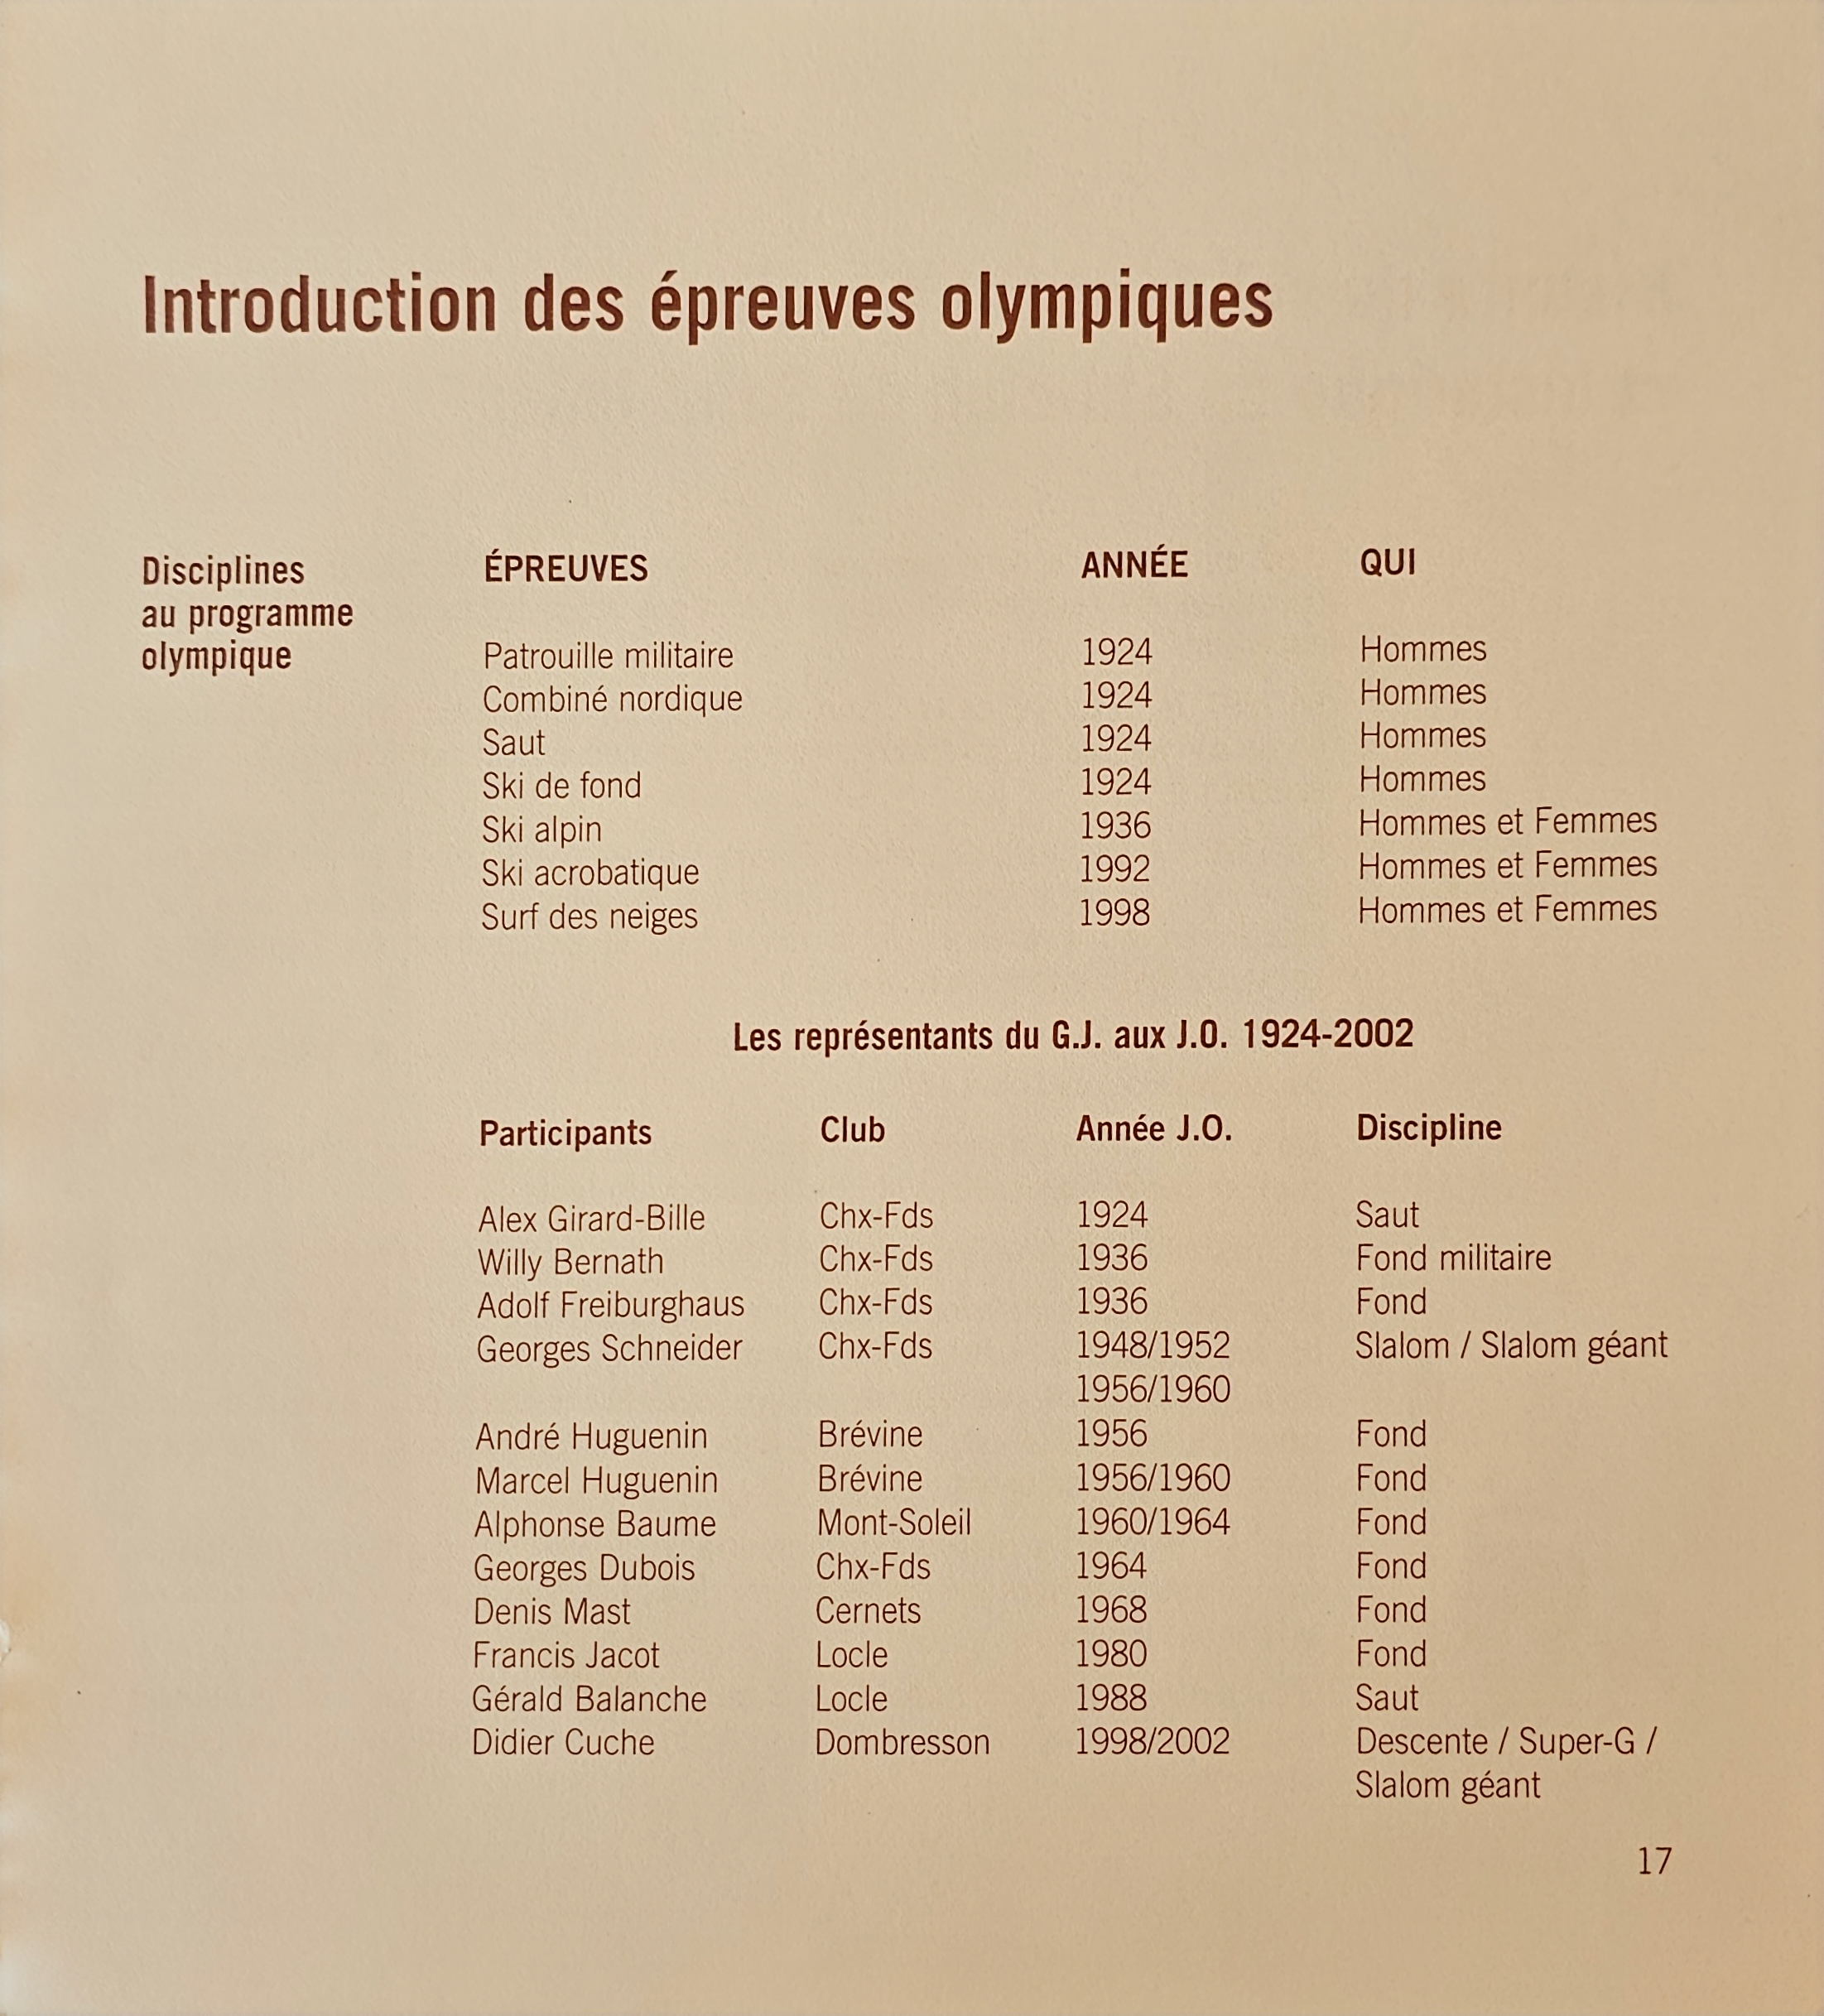 Introduction des épreuves olympiques
Disciplines
au programme
olympique
ÉPREUVES ANNÉE QUI
Patrouille militaire 1924 Hommes
Combiné nordique 1924 Hommes
Saut 1924 Hommes
Ski de fond 1924 Hommes
Ski alpin 1936 Hommes et Femmes
Ski acrobatique 1992 Hommes et Femmes
Surf des neiges 1998 Hommes et Femmes
Les représentants du G.J. aux J.O. 1924-2002
Participants Club Année J.O. Discipline
Alex Girard-Bille Chx-Fds 1924 Saut
Willy Bernath Chx-Fds 1936 Fond militaire
Adolf Freiburghaus Chx-Fds 1936 Fond
Georges Schneider Chx-Fds 1948/1952 Slalom / Slalom géant
1956/1960
André Huguenin Brévine 1956 Fond
Marcel Huguenin Brévine 1956/1960 Fond
Alphonse Baume Mont-Soleil 1960/1964 Fond
Georges Dubois Chx-Fds 1964 Fond
Denis Mast Cernets 1968 Fond
Francis Jacot Locle 1980 Fond
Gérald Balanche Locle 1988 Saut
Didier Cuche Dombresson 1998/2002 Descente / Super-G /
Slalom géant
17